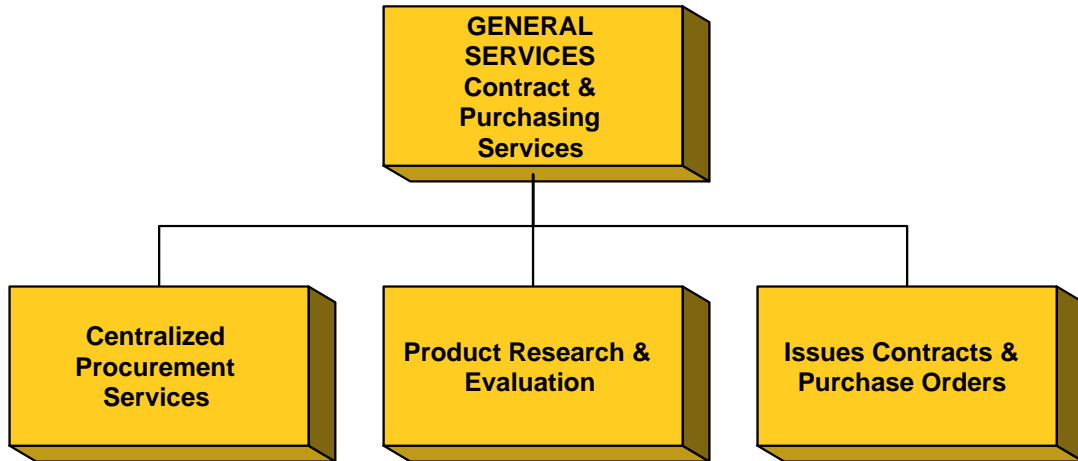 GENERAL
SERVICES
Contract &
Purchasing
Services
Centralized
Procurement
Services
Product Research &
Evaluation
Issues Contracts &
Purchase Orders